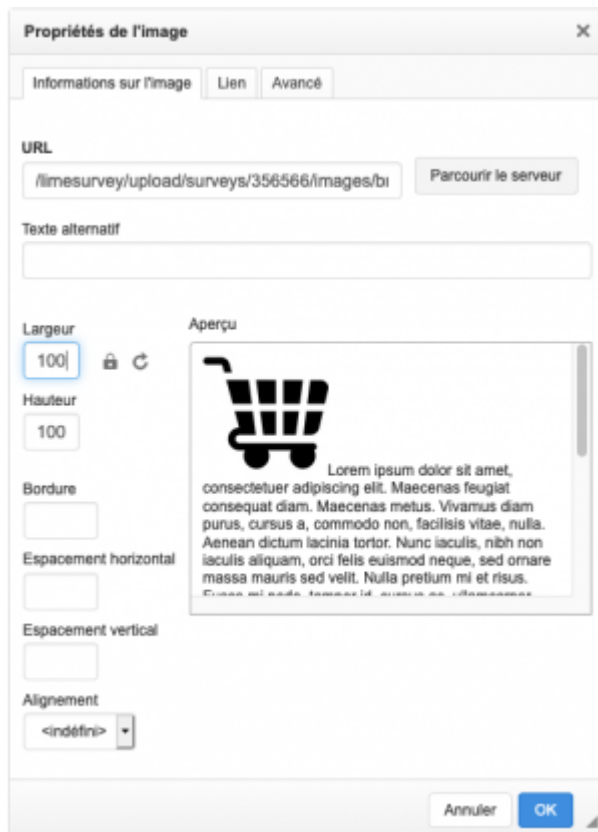 Propriétés de l'image
Informations sur l'image Lien Avancé
URL
/limesurvey/upload/surveys/356566/images/
Parcourir le serveur
Texte alternatif
Largeur
100
Hauteur
100
Bordure
Espacement horizontal
Espacement vertical
Alignement
<indéfini>
Aperçu
Lorem ipsum dolor sit amet,
consectetuer adipiscing elit. Maecenas feugiat
consequat diam. Maecenas metus. Vivamus diam
purus, cursus a, commodo non, facilisis vitae, nulla.
Aenean dictum lacinia tortor. Nunc iaculis, nibh non
iaculis aliquam, orci felis euismod neque, sed ornare
massa mauris sed velit. Nulla pretium mi et risus.
Annuler OK